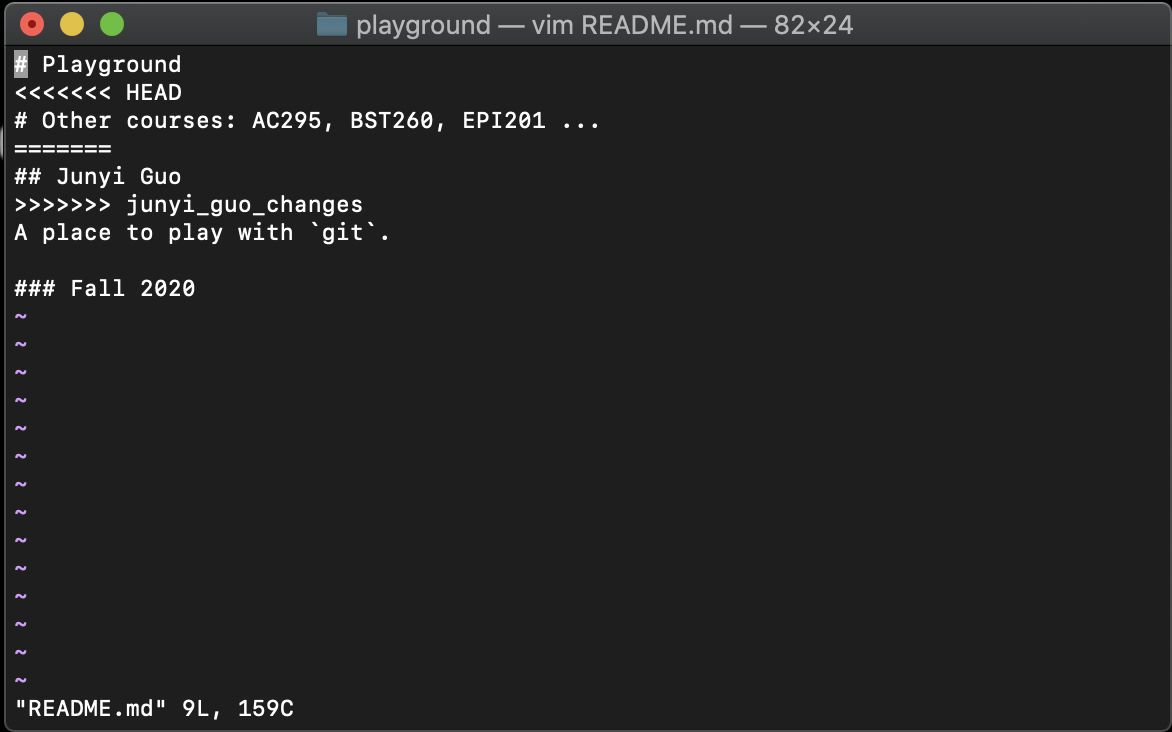 playground — vim README.md — 82×24
# Playground
<<<<<<< HEAD
# Other courses: AC295, BST260, EPI201 ...
=======
## Junyi Guo
>>>>>>> junyi_guo_changes
A place to play with `git`.

### Fall 2020
~
~
~
~
~
~
~
~
~
~
~
~
~
~
"README.md" 9L, 159C